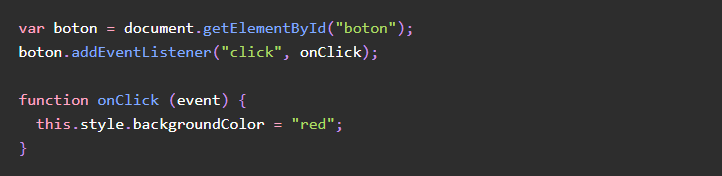 var boton = document.getElementById("boton");
boton.addEventListener("click", onClick);
function onClick (event) {
this.style.backgroundColor = "red";
}